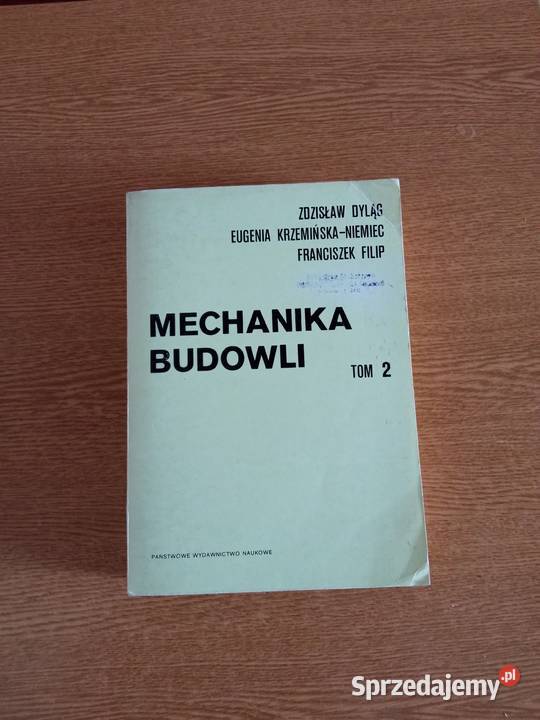 ZDZISŁAW DYLĄG
EUGENIA KRZEMIŃSKA-NIEMIEC
FRANCISZEK FILIP
MECHANIKA
BUDOWLI
TOM 2
PAŃSTWOWE WYDAWNICTWO NAUKOWE
Sprzedajemy.pl